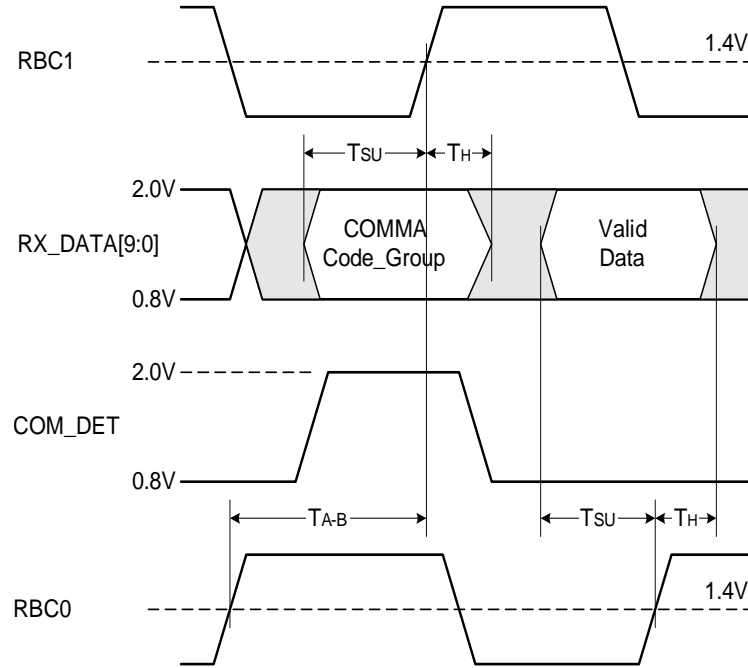 RBC1
1.4V
TSU
TH
2.0V
RX_DATA[9:0]
COMMA
Code_Group
Valid
Data
0.8V
2.0V
COM_DET
0.8V
TA-B
TSU
TH
RBC0
1.4V